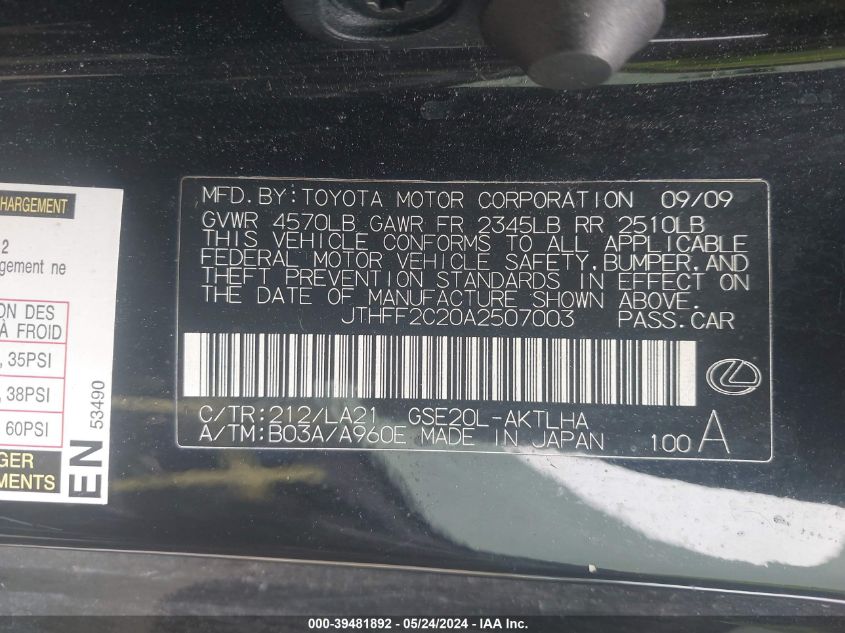 MFD. BY: TOYOTA MOTOR CORPORATION 09/09
GVWR 4570LB GAWR FR 2345LB RR 2510LB
THIS VEHICLE CONFORMS TO ALL APPLICABLE
FEDERAL MOTOR VEHICLE SAFETY, BUMPER, AND
THEFT PREVENTION STANDARDS IN EFFECT ON
THE DATE OF MANUFACTURE SHOWN ABOVE.
JTHFF2C20A2507003 PASS. CAR
C/TR: 212/LA21 GSE20L-AKTLHA
A/TM: B03A/A960E MADE IN JAPAN 100 A
HARGEMENT
2
gement ne
ON DES
À FROID
, 35PSI
, 38PSI
60PSI
GER
EMENTS
EN 53490
000-39481892 - 05/24/2024 - IAA Inc.